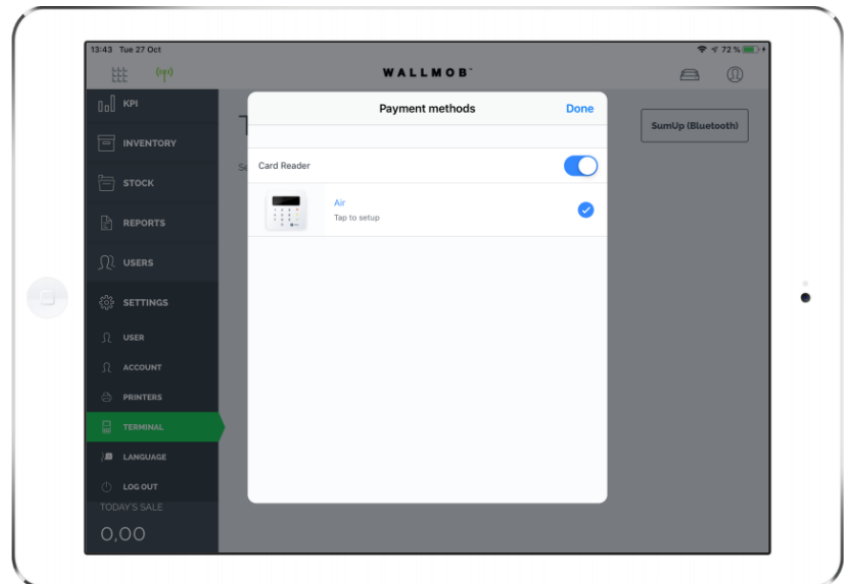 13:43 Tue 27 Oct
72 %
WALLMOB™
KPI
INVENTORY
STOCK
REPORTS
USERS
SETTINGS
USER
ACCOUNT
PRINTERS
TERMINAL
LANGUAGE
LOG OUT
TODAY'S SALE
0,00
Payment methods
Done
Card Reader
Air
Tap to setup
SumUp (Bluetooth)